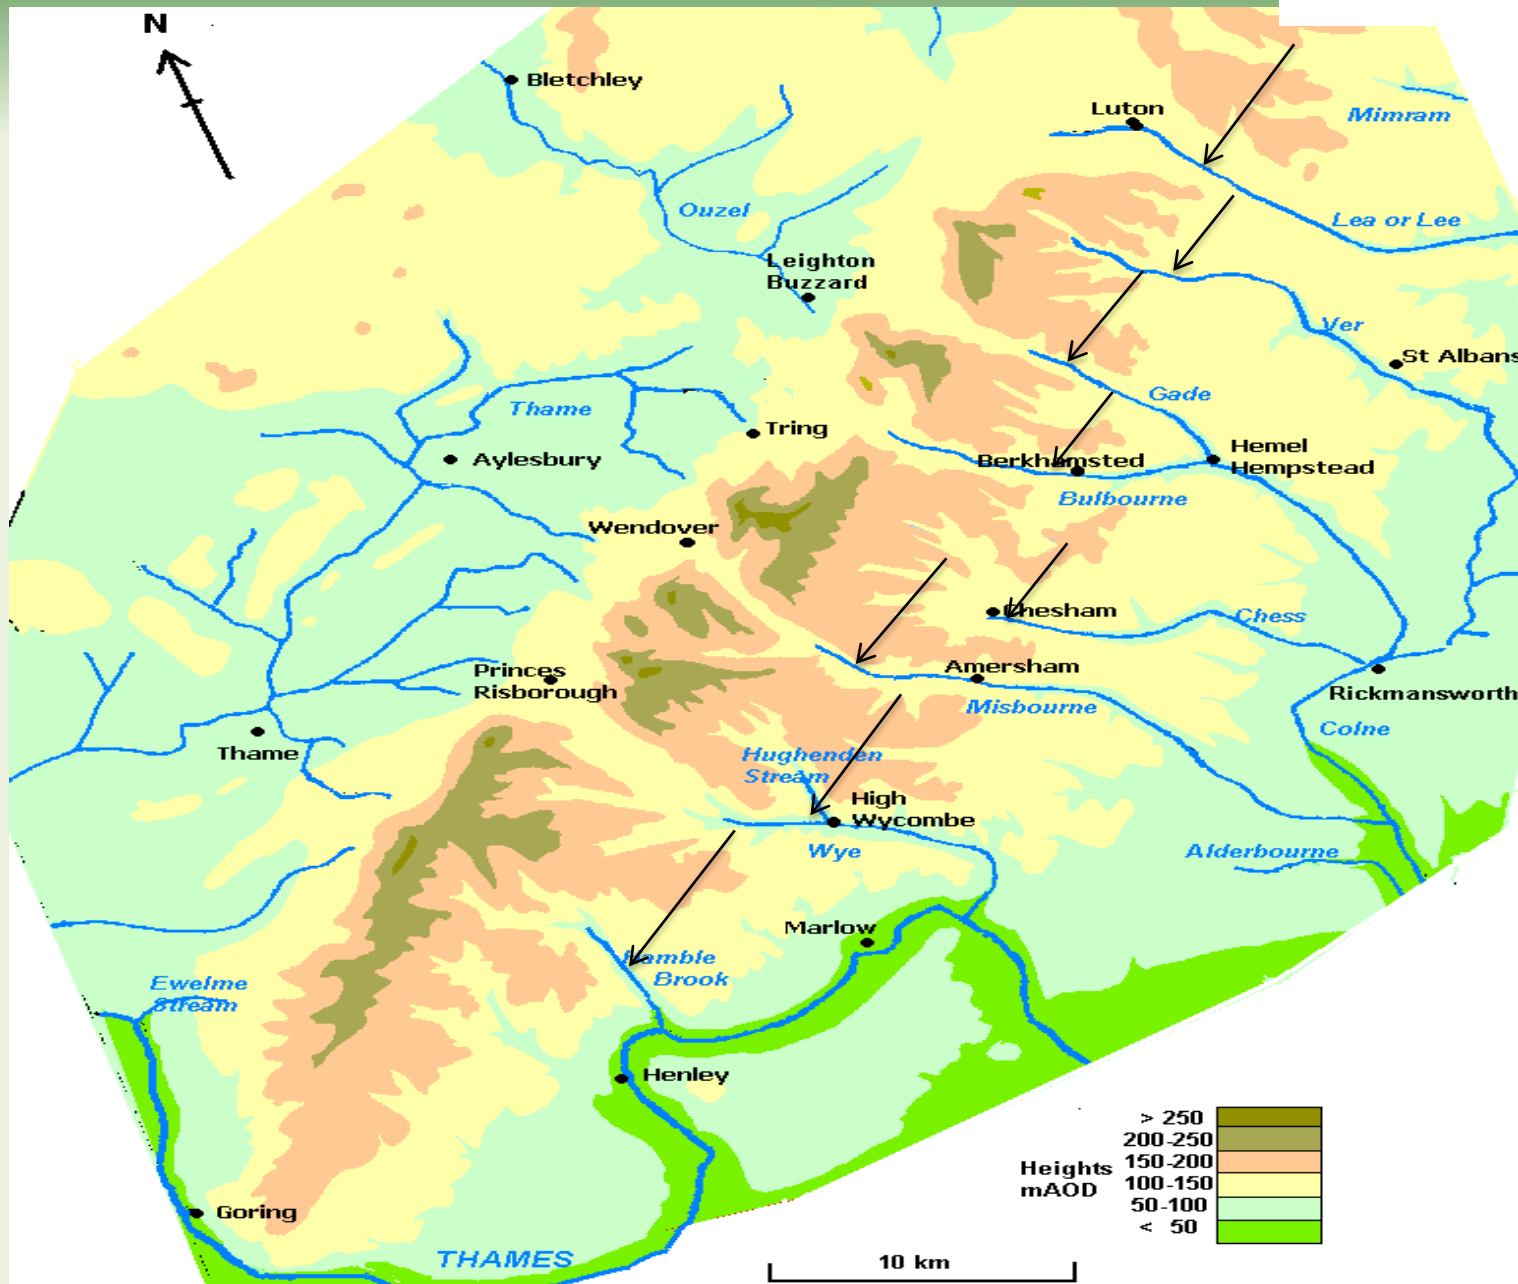 N
Bletchley
Luton
Mimram
Ouzel
Lea or Lee
Leighton
Buzzard
Ver
St Albans
Thame
Gade
Tring
Aylesbury
Hemel
Hempstead
Berkhamsted
Bulbourne
Wendover
Chesham
Chess
Princes
Risborough
Amersham
Rickmansworth
Misbourne
Colne
Thame
Hughenden
Stream
High
Wycombe
Wye
Alderbourne
Marlow
Hamble
Brook
Ewelme
Stream
Henley
Goring
THAMES
Heights
mAOD
> 250
200-250
150-200
100-150
50-100
< 50
10 km